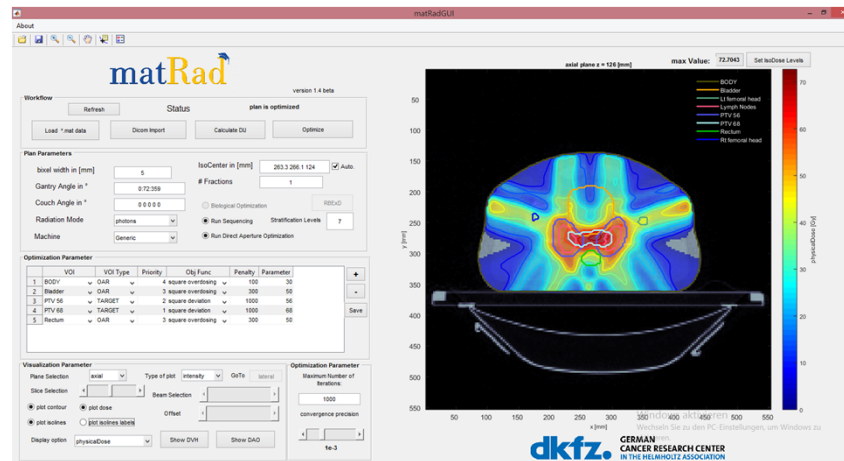 matRadGUI
About
matRad
version 1.4 beta
Workflow
Refresh
Status
plan is optimized
Load *.mat data
Dicom Import
Calculate Dij
Optimize
Plan Parameters
bixel width in [mm]
5
IsoCenter in [mm]
263.3 266.1 124
Auto.
Gantry Angle in °
0:72:359
# Fractions
1
Couch Angle in °
0 0 0 0 0
Biological Optimization
RBExD
Radiation Mode
photons
Run Sequencing
Stratification Levels
7
Machine
Generic
Run Direct Aperture Optimization
Optimization Parameter
VOI VOI Type Priority Obj Func Penalty Parameter
1 BODY OAR 4 square overdosing 100 30
2 Bladder OAR 3 square overdosing 300 50
3 PTV 56 TARGET 2 square deviation 1000 56
4 PTV 68 TARGET 1 square deviation 1000 68
5 Rectum OAR 3 square overdosing 300 50
+
-
Save
Visualization Parameter
Plane Selection
axial
Type of plot
intensity
GoTo
lateral
Slice Selection
Beam Selection
plot contour
plot dose
Offset
plot isolines
plot isolines labels
Display option
physicalDose
Show DVH
Show DAO
Optimization Parameter
Maximum Number of
Iterations:
1000
convergence precision
1e-3
max Value:
72.7043
Set IsoDose Levels
axial plane z = 126 [mm]
BODY
Bladder
Lt femoral head
Lymph Nodes
PTV 56
PTV 68
Rectum
Rt femoral head
50
100
150
200
250
300
350
400
450
500
550
y [mm]
50 100 150 200 250 300 350 400 450 500 550
x [mm]
70
60
50
40
30
20
10
0
physicalDose [Gy]
Windows aktivieren
Wechseln Sie zu den PC-Einstellungen, um Windows zu
dkfz.
GERMAN
CANCER RESEARCH CENTER
IN THE HELMHOLTZ ASSOCIATION